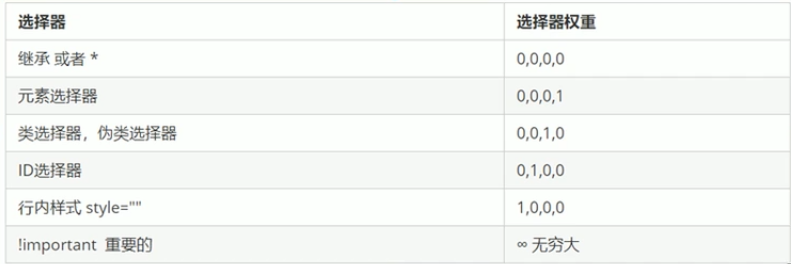 选择器 选择器权重
继承 或者 * 0,0,0,0
元素选择器 0,0,0,1
类选择器，伪类选择器 0,0,1,0
ID选择器 0,1,0,0
行内样式 style="" 1,0,0,0
!important 重要的 ∞ 无穷大